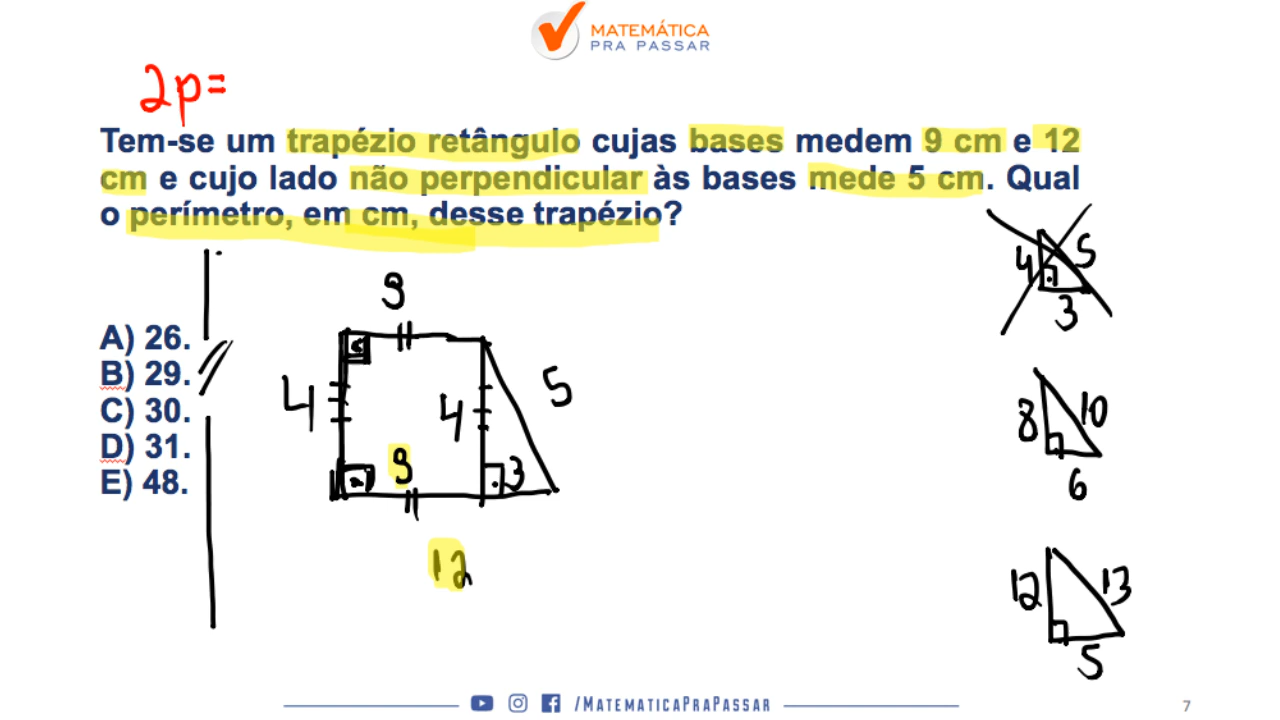 MATEMÁTICA
PRA PASSAR
2p=
Tem-se um trapézio retângulo cujas bases medem 9 cm e 12
cm e cujo lado não perpendicular às bases mede 5 cm. Qual
o perímetro, em cm, desse trapézio?
A) 26.
B) 29.
C) 30.
D) 31.
E) 48.
9
4
4
5
9
3
12
4
5
3
8
10
6
12
13
5
/MATEMATICAPRAPASSAR
7